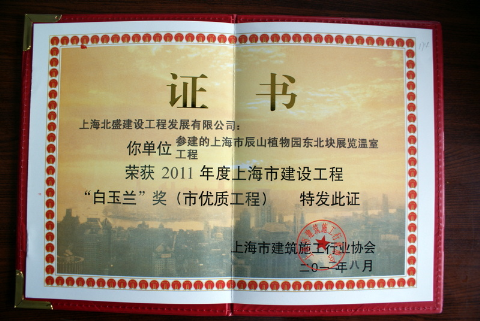 证书
上海北盛建设工程发展有限公司：
你单位 参建的上海市辰山植物园东北块展览温室
工程
荣获 2011 年度上海市建设工程
“白玉兰”奖（市优质工程） 特发此证
上海市建筑施工行业协会
二〇一一年八月